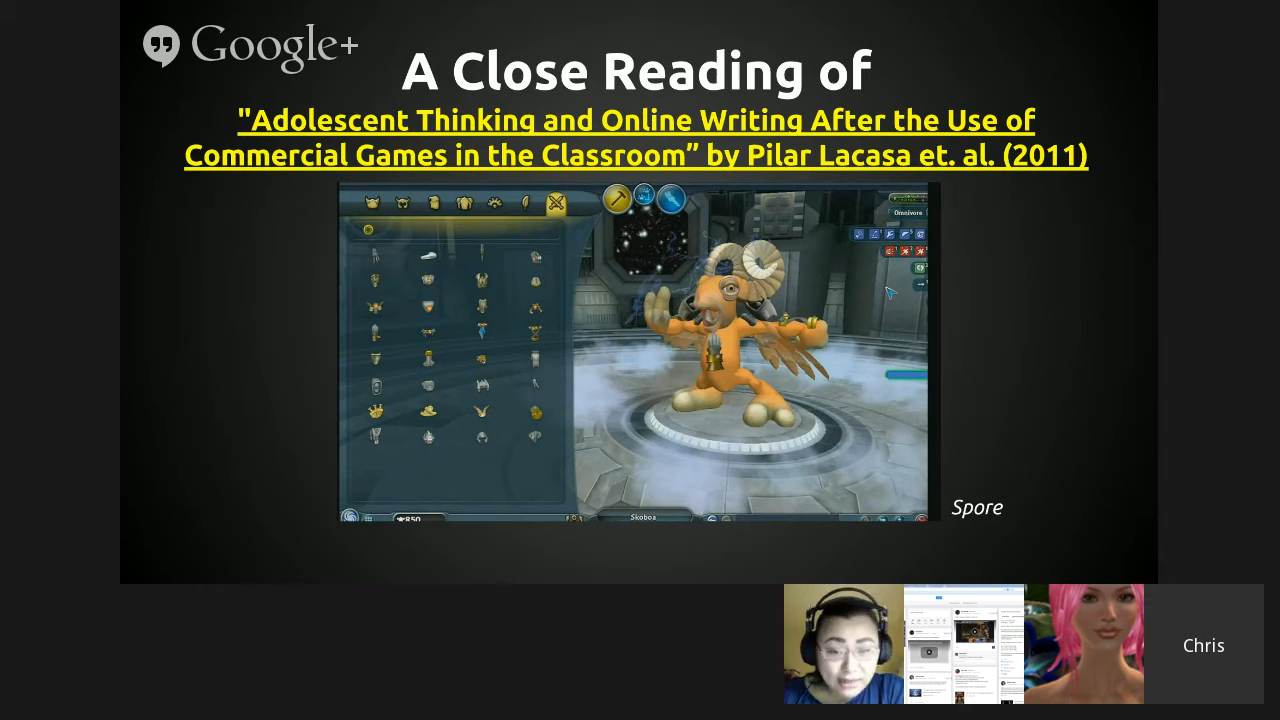 Google+
A Close Reading of
"Adolescent Thinking and Online Writing After the Use of
Commercial Games in the Classroom” by Pilar Lacasa et. al. (2011)
Omnivore
850
Skoboa
Spore
Chris